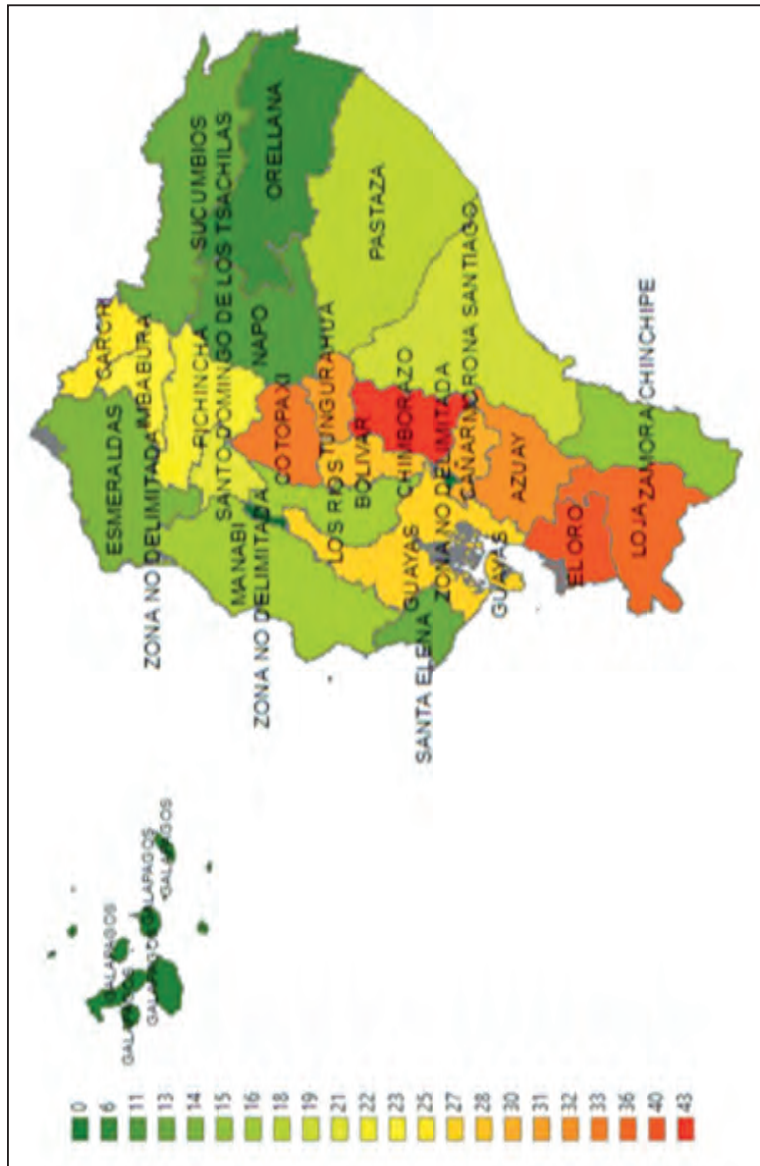 GALAPAGOS
GALAPAGOS
GALAPAGOS
GALAPAGOS
GALAPAGOS
ESMERALDAS
CARCHI
IMBABURA
ZONA NO DELIMITADA
SUCUMBIOS
PICHINCHA
SANTO DOMINGO DE LOS TSACHILAS
MANABI
NAPO
ORELLANA
ZONA NO DELIMITADA
COTOPAXI
TUNGURAHUA
LOS RIOS
BOLIVAR
PASTAZA
CHIMBORAZO
GUAYAS
SANTA ELENA
ZONA NO DELIMITADA
MORONA SANTIAGO
CAÑAR
GUAYAS
AZUAY
EL ORO
LOJA
ZAMORA CHINCHIPE
0
6
11
13
14
15
16
18
19
21
22
23
25
27
28
30
31
32
33
36
40
43